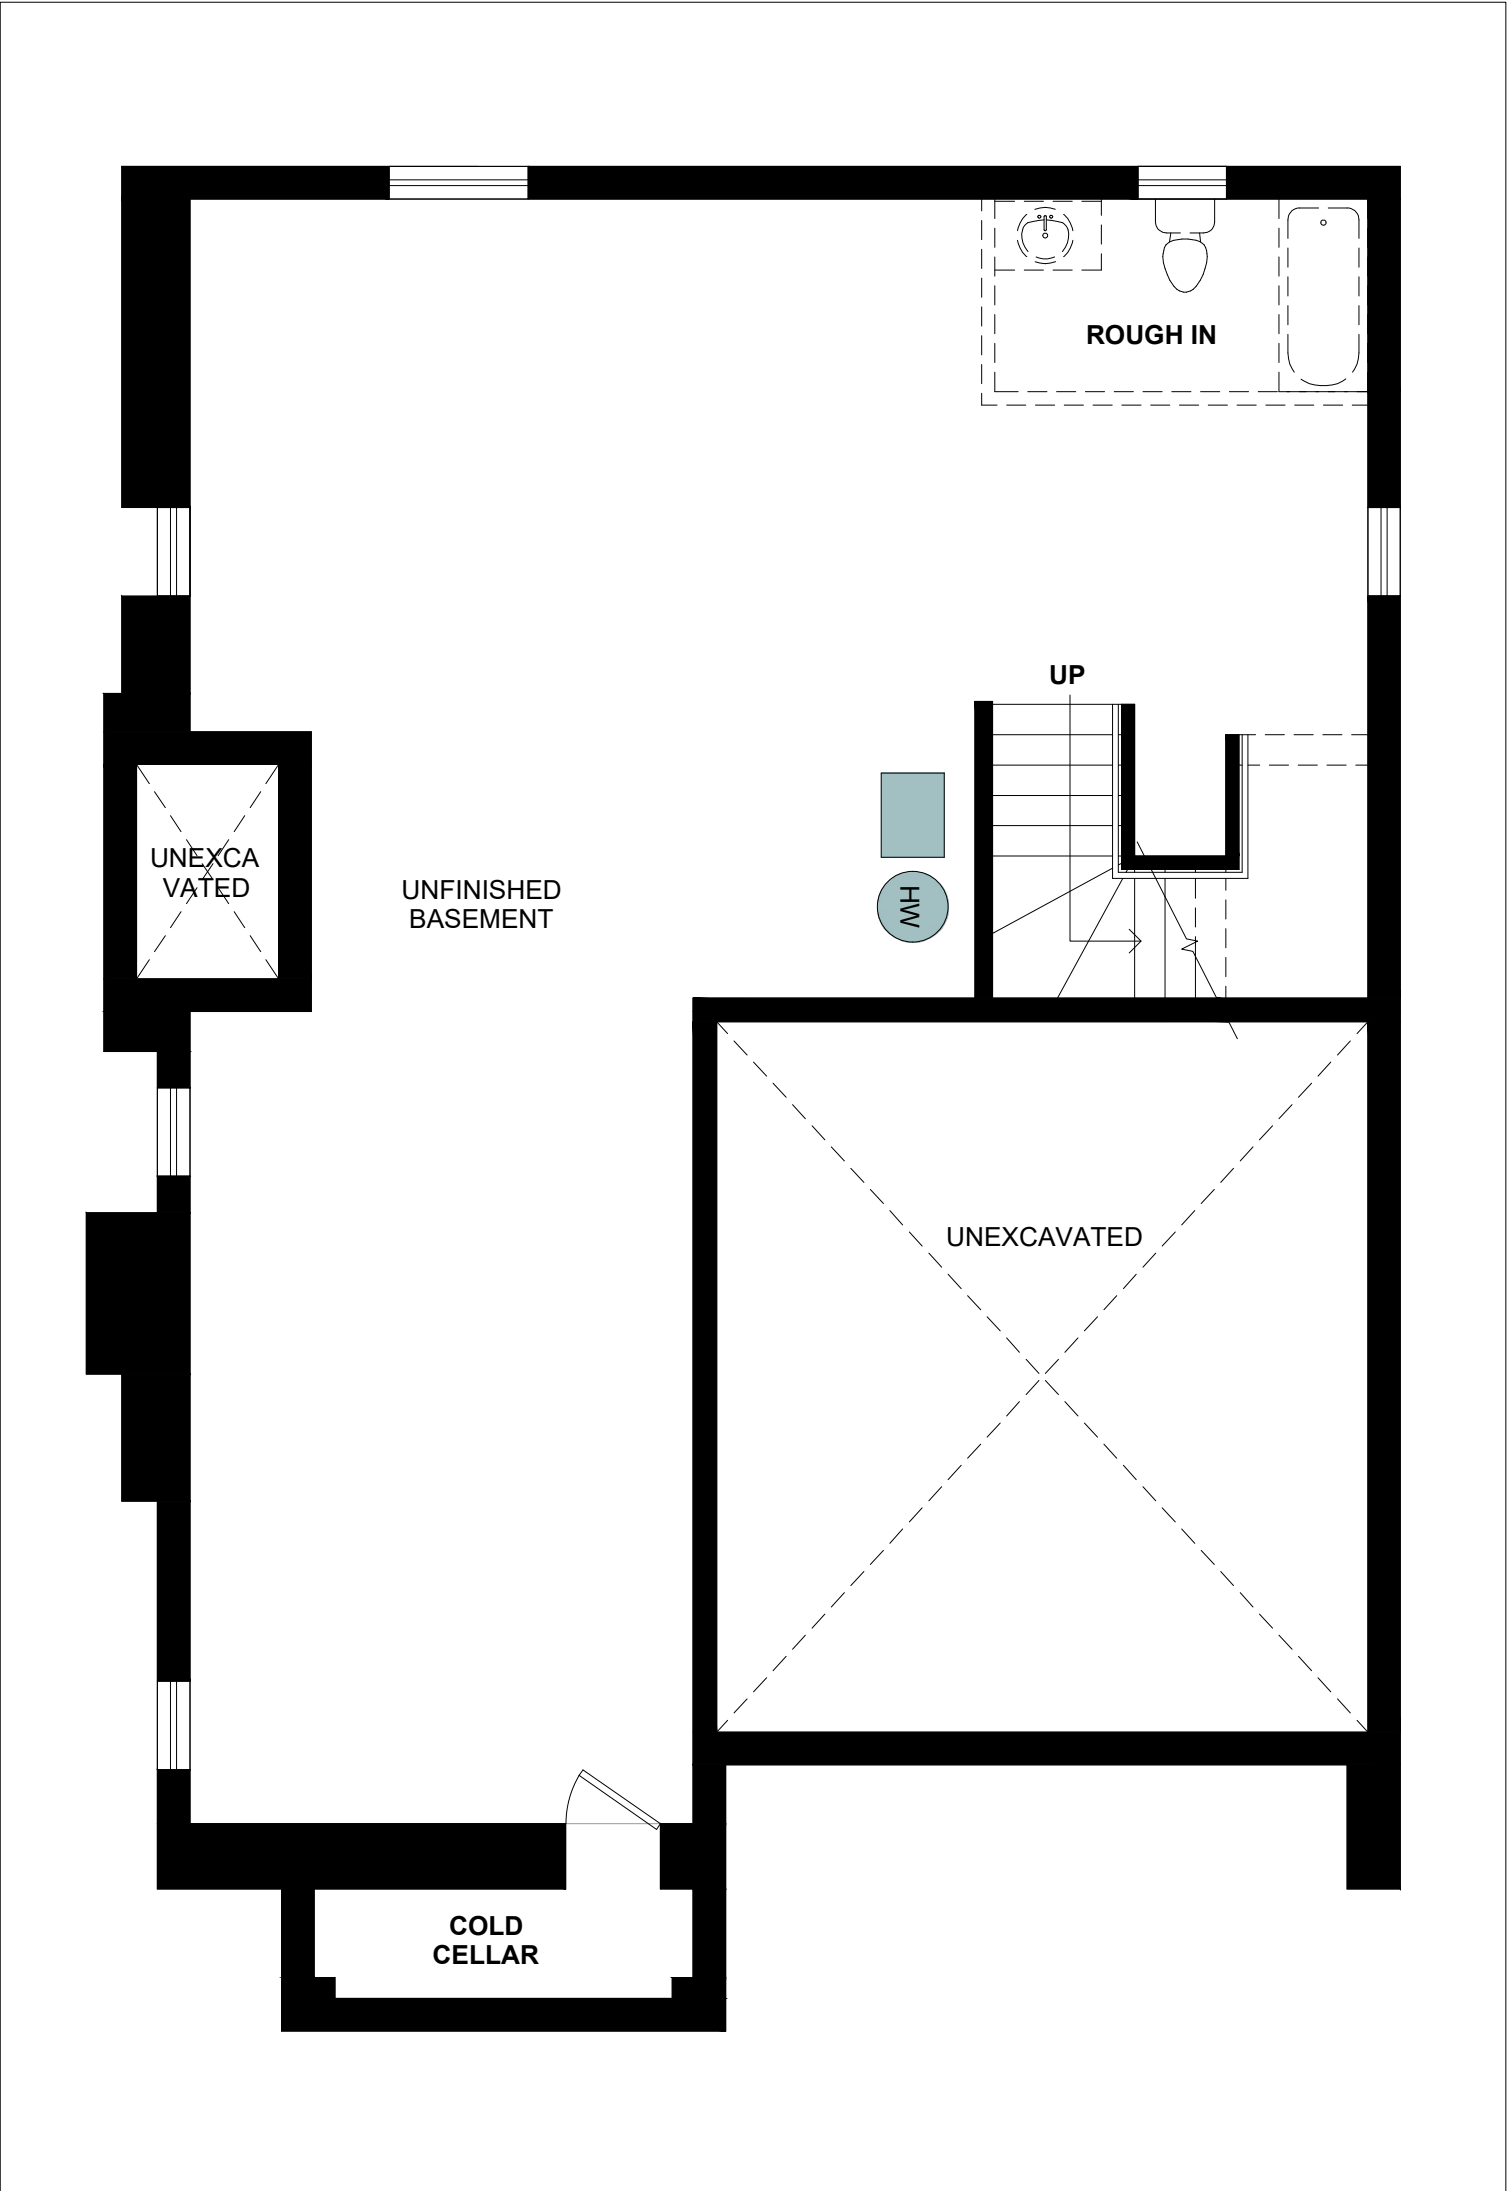 ROUGH IN
UP
UNEXCA
VATED
UNFINISHED
BASEMENT
HW
UNEXCAVATED
COLD
CELLAR